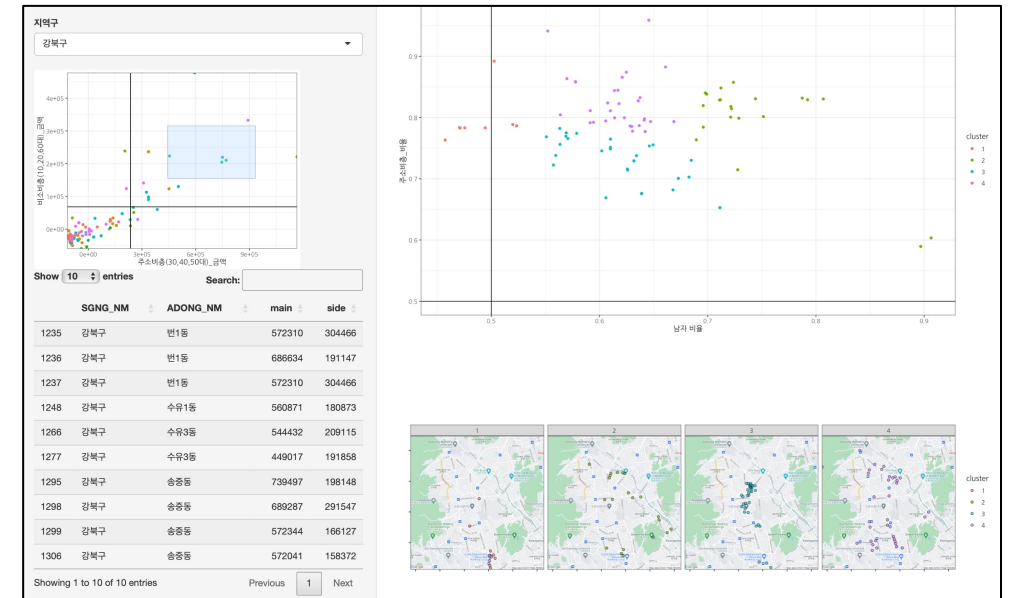 지역구
강북구
비소비층(10,20,60대)_금액
4e+05
3e+05
2e+05
1e+05
0e+00
0e+00 3e+05 6e+05 9e+05
주소비층(30,40,50대)_금액
Show 10 entries
Search:
SGNG_NM ADONG_NM main side
1235 강북구 번1동 572310 304466
1236 강북구 번1동 686634 191147
1237 강북구 번1동 572310 304466
1248 강북구 수유1동 560871 180873
1266 강북구 수유3동 544432 209115
1277 강북구 수유3동 449017 191858
1295 강북구 송중동 739497 198148
1298 강북구 송중동 689287 291547
1299 강북구 송중동 572344 166127
1306 강북구 송중동 572041 158372
Showing 1 to 10 of 10 entries
Previous 1 Next
주소비층_비율
0.9
0.8
0.7
0.6
0.5
0.5 0.6 0.7 0.8 0.9
남자 비율
cluster
1
2
3
4
1 2 3 4
cluster
1
2
3
4